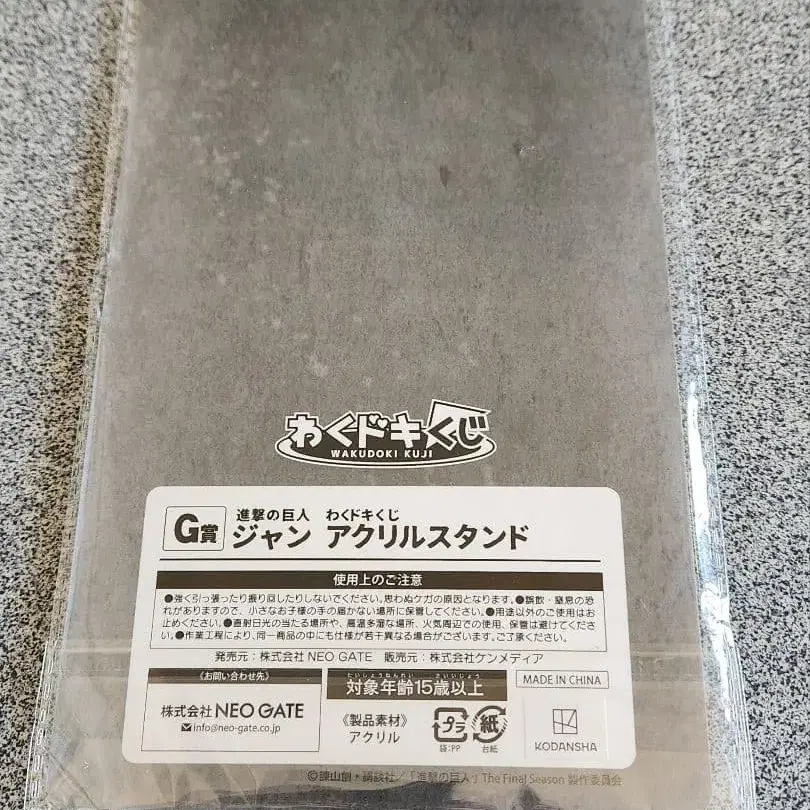 わくドキくじ
WAKUDOKI KUJI
G賞
進撃の巨人 わくドキくじ
ジャン アクリルスタンド
使用上のご注意
●強く引っ張ったり振り回したりしないでください。思わぬケガの原因となります。●誤飲・窒息の恐
れがありますので、小さなお子様の手の届かない場所に保管してください。●用途以外のご使用はお
止めください。●直射日光の当たる場所や、高温多湿な場所、火気周辺での使用、保管は避けてくださ
い。●作業工程により、同一商品の中にも仕様が若干異なる場合がございます。ご了承ください。
発売元:株式会社 NEO GATE 販売元:株式会社ケンメディア
《お問い合わせ先》
株式会社 NEO GATE
info@neo-gate.co.jp
たいしょうねんれい さいいじょう
対象年齢15歳以上
《製品素材》
アクリル
プラ
袋:PP
紙
台紙
MADE IN CHINA
KODANSHA
©諫山創・講談社/「進撃の巨人」The Final Season 製作委員会